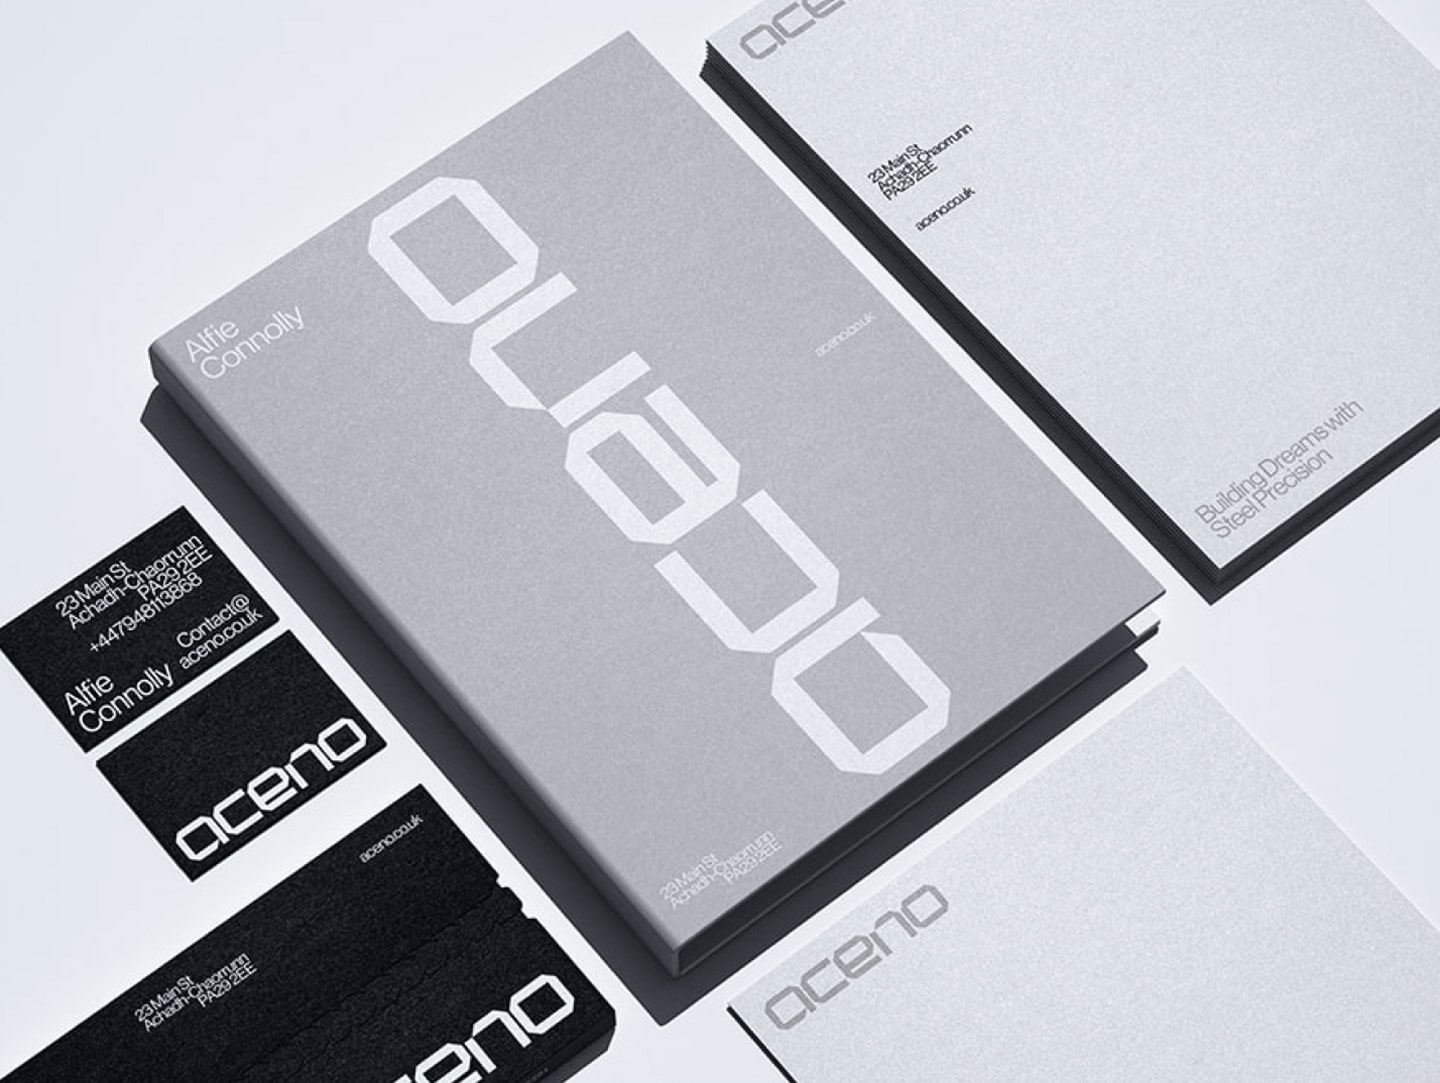 Alfie
Connolly
aceno
aceno.co.uk
23 Main St
Achadh-Chaorrunn
PA29 2EE
ace
23 Main St
Achadh-Chaorrunn
PA29 2EE
aceno.co.uk
Building Dreams with
Steel Precision
23 Main St
Achadh-Chaorrunn
PA29 2EE
+447948113868
Contact@
aceno.co.uk
Alfie
Connolly
aceno
aceno.co.uk
23 Main St
Achadh-Chaorrunn
PA29 2EE
ceno
aceno